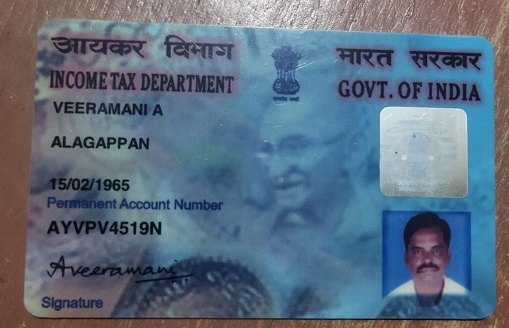 आयकर विभाग
भारत सरकार
INCOME TAX DEPARTMENT
GOVT. OF INDIA
VEERAMANI A
ALAGAPPAN
15/02/1965
Permanent Account Number
AYVPV4519N
A.veeramani
Signature